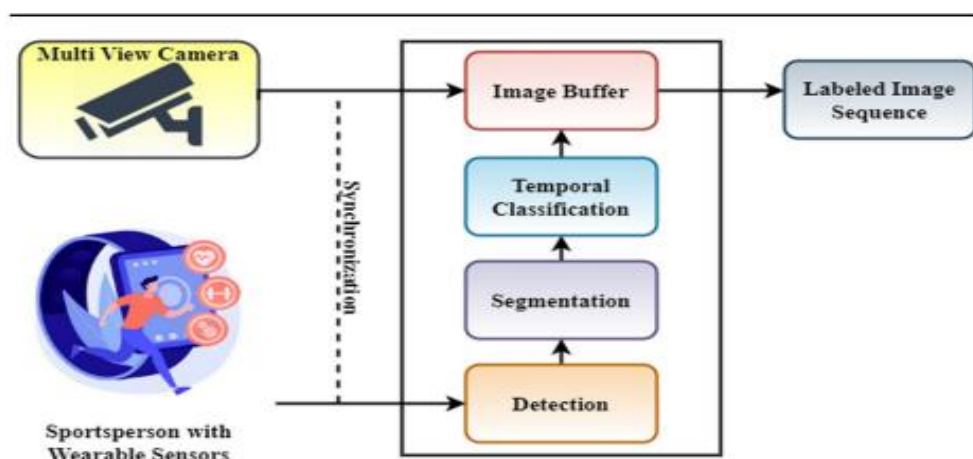 Multi View Camera
Image Buffer
Labeled Image
Sequence
Temporal
Classification
Synchronization
Segmentation
Detection
Sportsperson with
Wearable Sensors